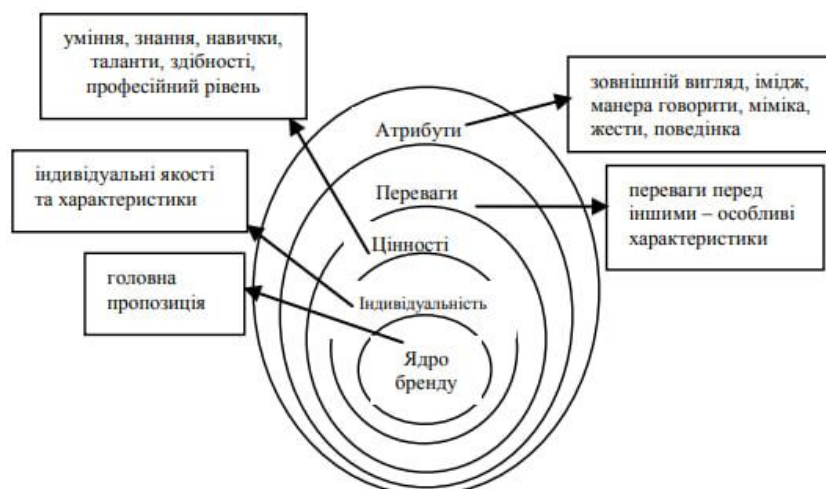 уміння, знання, навички,
таланти, здібності,
професійний рівень
зовнішній вигляд, імідж,
манера говорити, міміка,
жести, поведінка
Атрибути
індивідуальні якості
та характеристики
Переваги
переваги перед
іншими – особливі
характеристики
Цінності
головна
пропозиція
Індивідуальність
Ядро
бренду